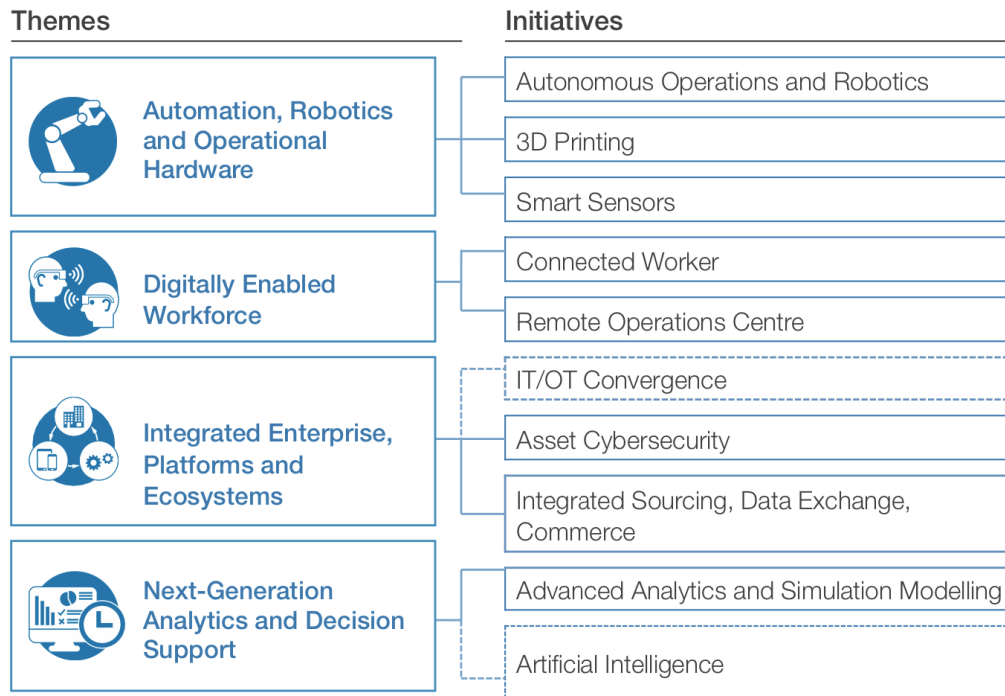 Themes
Initiatives
Automation, Robotics
and Operational
Hardware
Autonomous Operations and Robotics
3D Printing
Smart Sensors
Digitally Enabled
Workforce
Connected Worker
Remote Operations Centre
Integrated Enterprise,
Platforms and
Ecosystems
IT/OT Convergence
Asset Cybersecurity
Integrated Sourcing, Data Exchange,
Commerce
Next-Generation
Analytics and Decision
Support
Advanced Analytics and Simulation Modelling
Artificial Intelligence